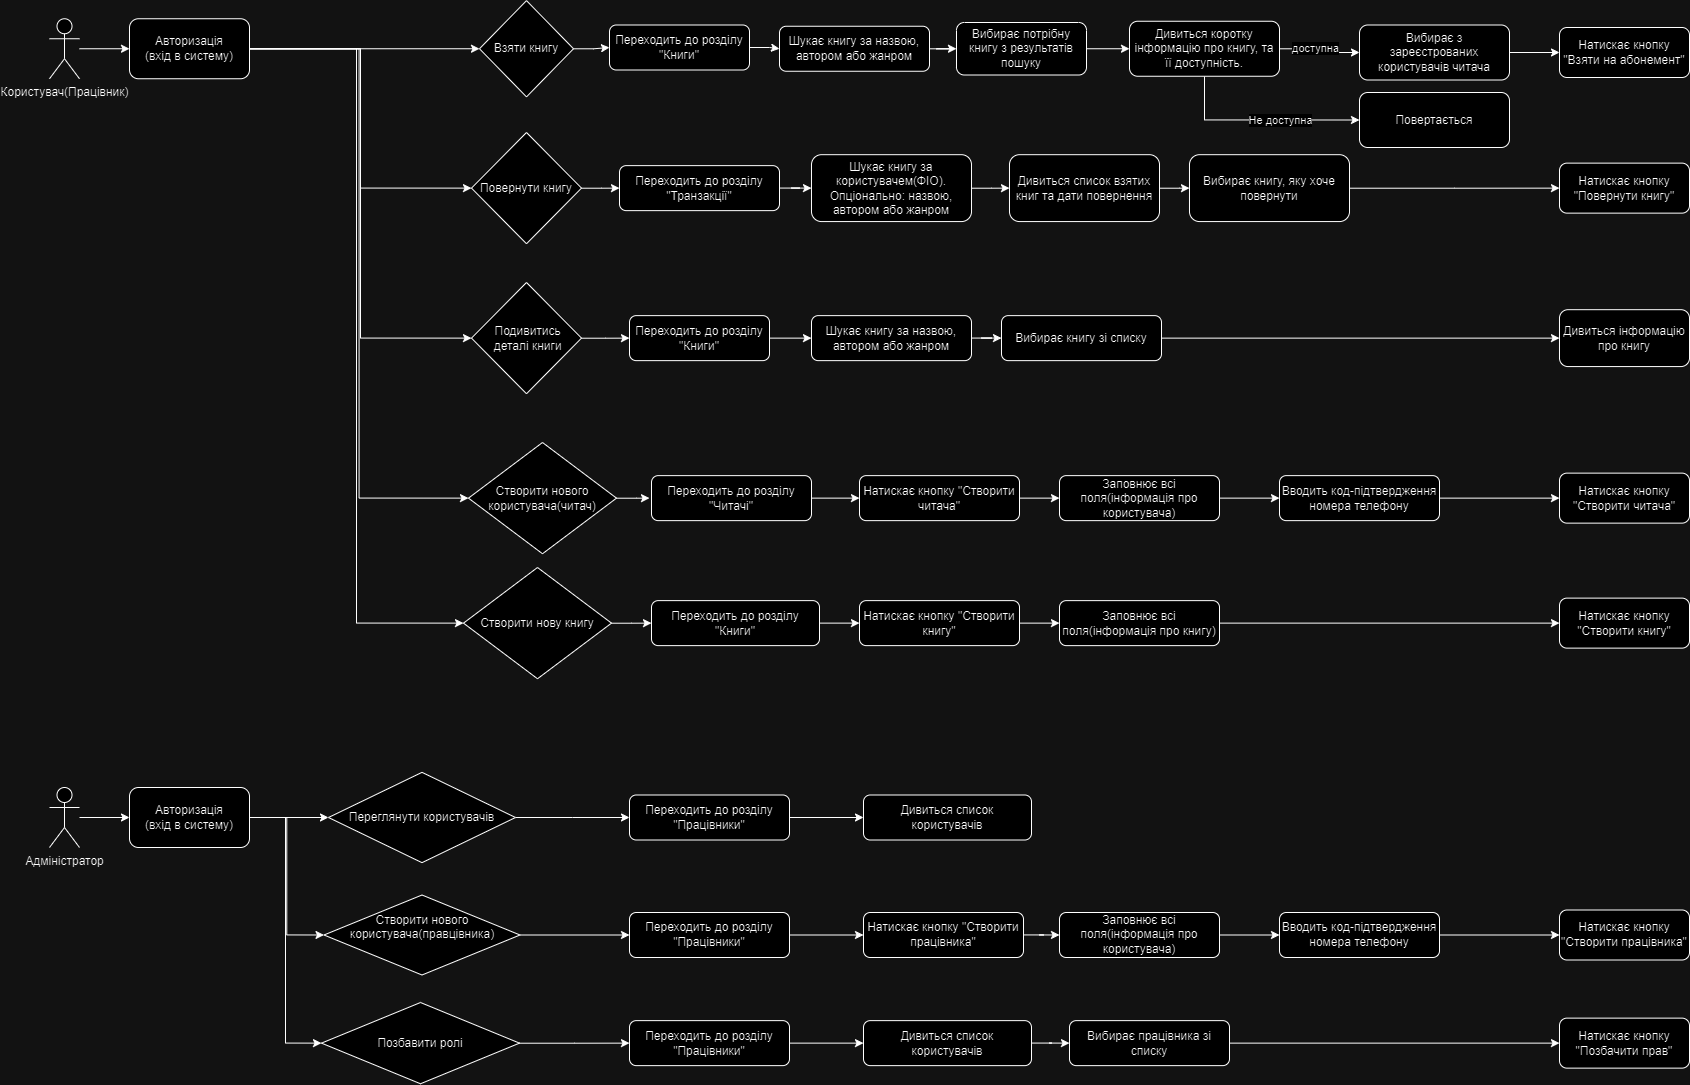 Користувач(Працівник)
Авторизація
(вхід в систему)
Взяти книгу
Переходить до розділу
"Книги"
Шукає книгу за назвою,
автором або жанром
Вибирає потрібну
книгу з результатів
пошуку
Дивиться коротку
інформацію про книгу, та
її доступність.
доступна
Вибирає з
зареєстрованих
користувачів читача
Натискає кнопку
"Взяти на абонемент"
Не доступна
Повертається
Повернути книгу
Переходить до розділу
"Транзакції"
Шукає книгу за
користувачем(ФІО).
Опціонально: назвою,
автором або жанром
Дивиться список взятих
книг та дати повернення
Вибирає книгу, яку хоче
повернути
Натискає кнопку
"Повернути книгу"
Подивитись
деталі книги
Переходить до розділу
"Книги"
Шукає книгу за назвою,
автором або жанром
Вибирає книгу зі списку
Дивиться інформацію
про книгу
Створити нового
користувача(читач)
Переходить до розділу
"Читачі"
Натискає кнопку "Створити
читача"
Заповнює всі
поля(інформація про
користувача)
Вводить код-підтвердження
номера телефону
Натискає кнопку
"Створити читача"
Створити нову книгу
Переходить до розділу
"Книги"
Натискає кнопку "Створити
книгу"
Заповнює всі
поля(інформація про книгу)
Натискає кнопку
"Створити книгу"
Адміністратор
Авторизація
(вхід в систему)
Переглянути користувачів
Переходить до розділу
"Працівники"
Дивиться список
користувачів
Створити нового
користувача(правцівника)
Переходить до розділу
"Працівники"
Натискає кнопку "Створити
працівника"
Заповнює всі
поля(інформація про
користувача)
Вводить код-підтвердження
номера телефону
Натискає кнопку
"Створити працівника"
Позбавити ролі
Переходить до розділу
"Працівники"
Дивиться список
користувачів
Вибирає працівника зі
списку
Натискає кнопку
"Позбачити прав"